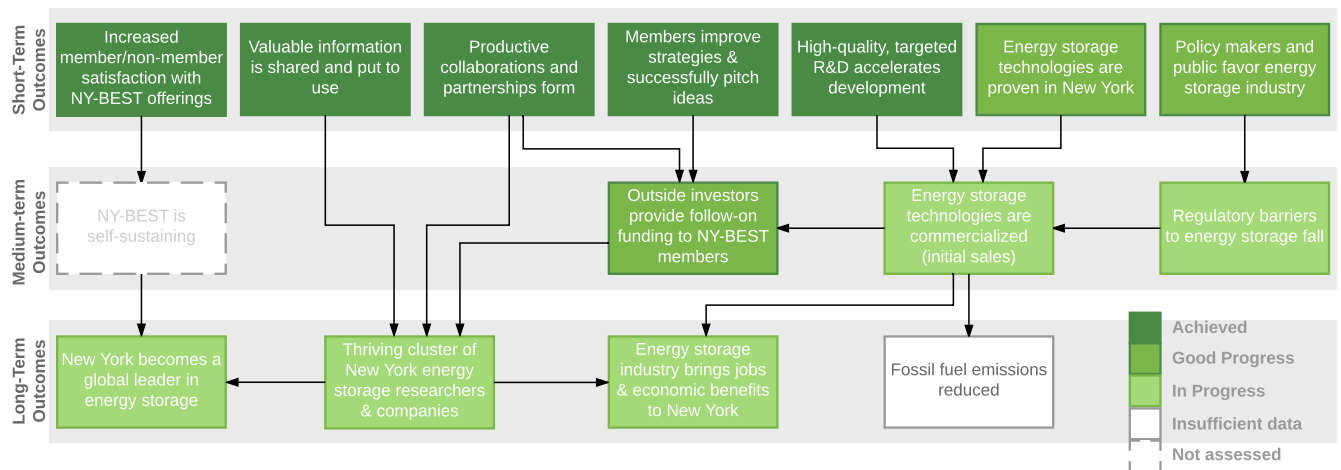 Short-Term
Outcomes
Increased
member/non-member
satisfaction with
NY-BEST offerings
Valuable information
is shared and put to
use
Productive
collaborations and
partnerships form
Members improve
strategies &
successfully pitch
ideas
High-quality, targeted
R&D accelerates
development
Energy storage
technologies are
proven in New York
Policy makers and
public favor energy
storage industry
Medium-term
Outcomes
NY-BEST is
self-sustaining
Outside investors
provide follow-on
funding to NY-BEST
members
Energy storage
technologies are
commercialized
(initial sales)
Regulatory barriers
to energy storage fall
Long-Term
Outcomes
New York becomes a
global leader in
energy storage
Thriving cluster of
New York energy
storage researchers
& companies
Energy storage
industry brings jobs
& economic benefits
to New York
Fossil fuel emissions
reduced
Achieved
Good Progress
In Progress
Insufficient data
Not assessed